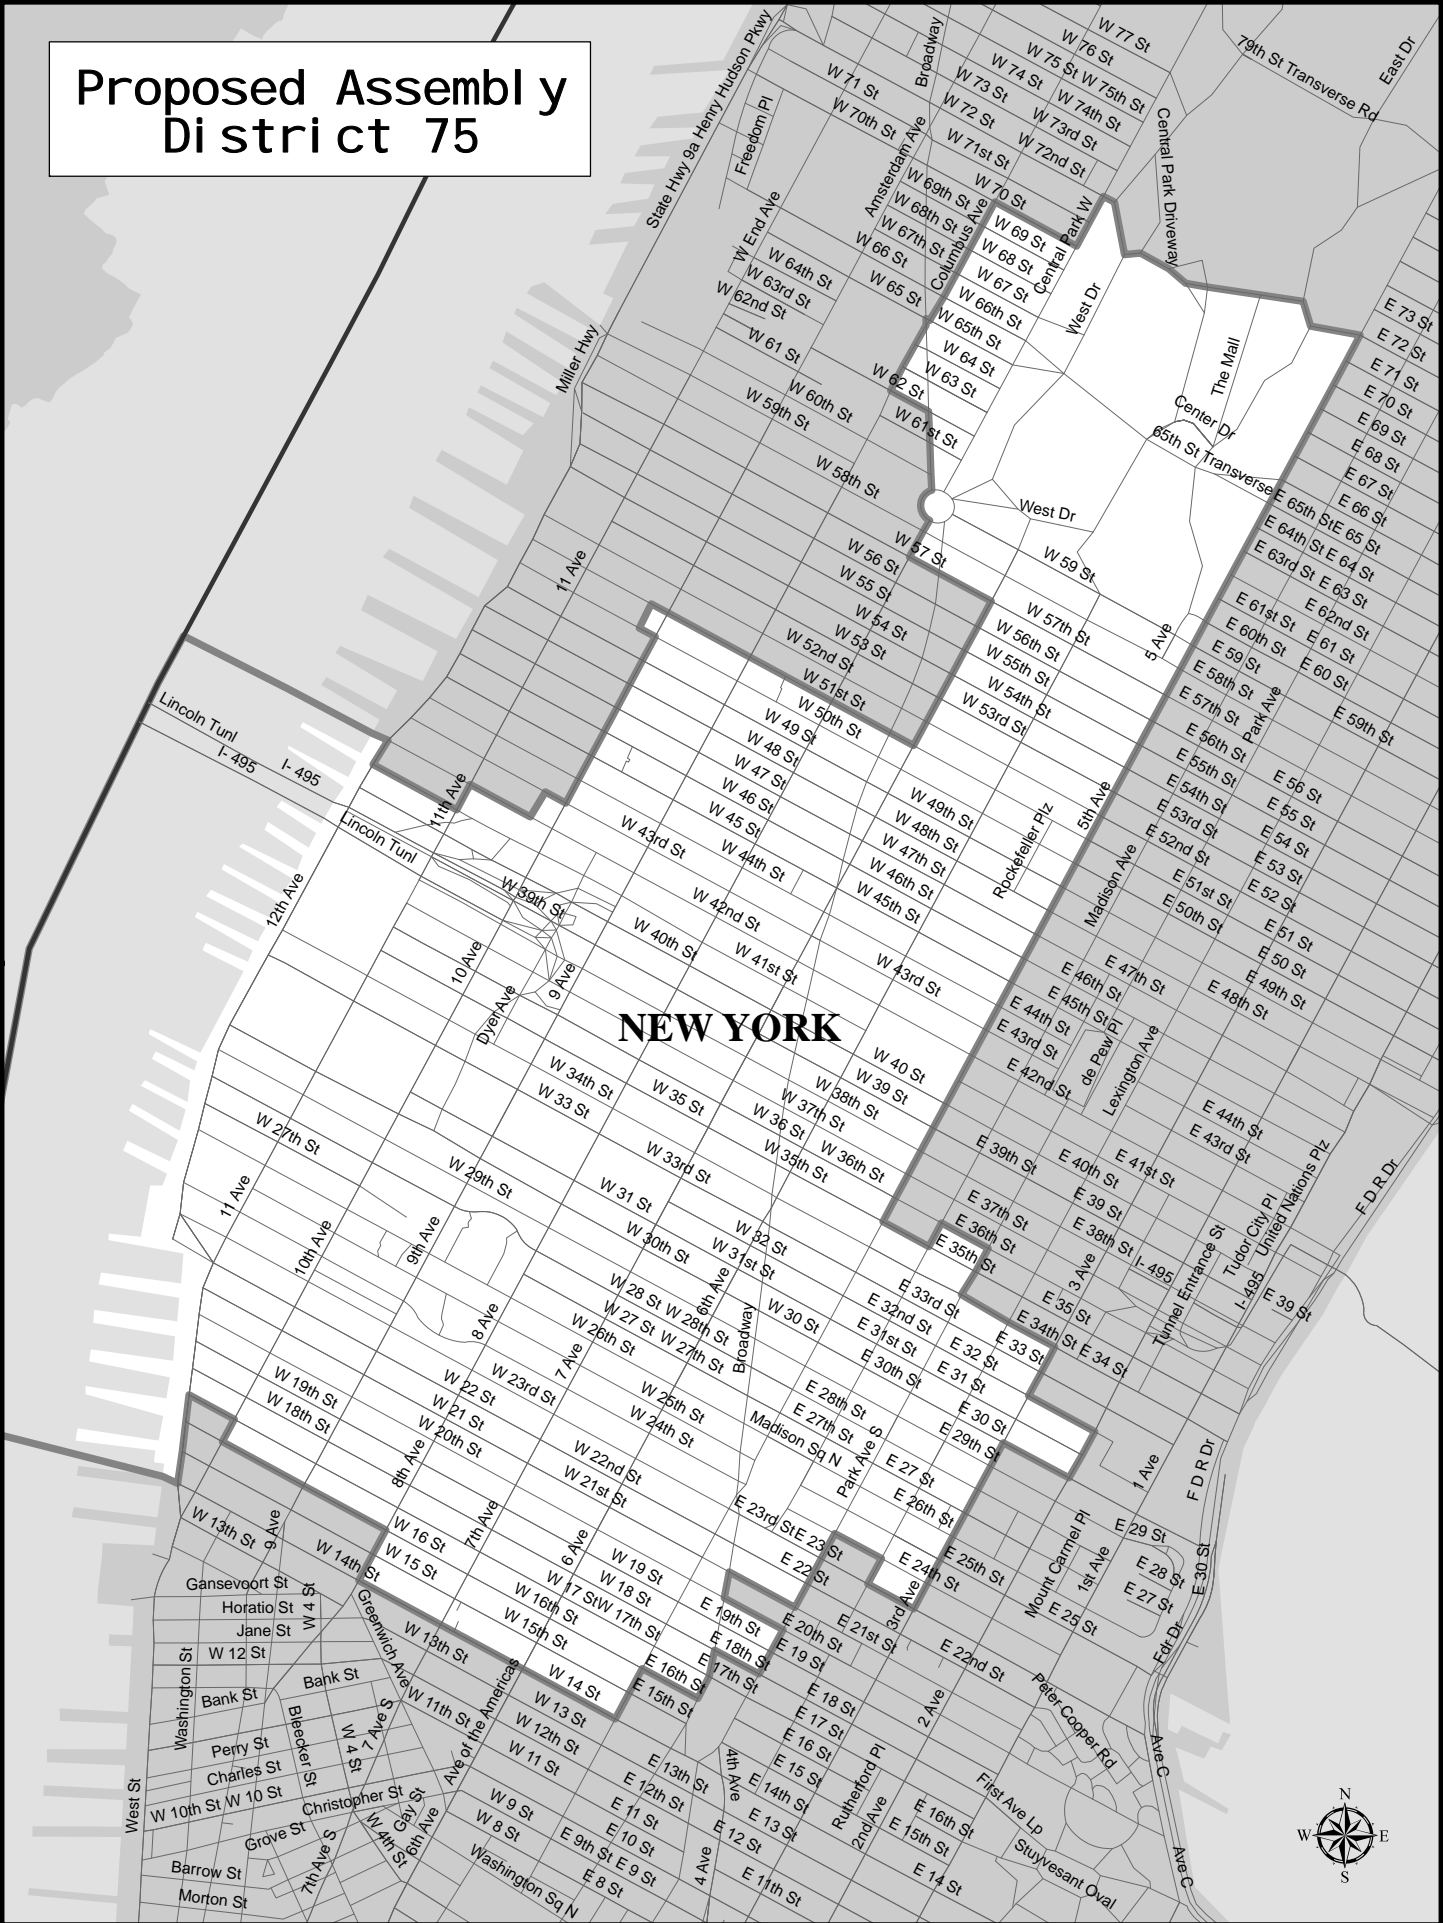 Proposed Assembly
District 75
W 77 St
W 76 St
W 75 St
W 75th St
W 74 St
W 74th St
W 73 St
W 73rd St
W 72 St
W 72nd St
W 71 St
W 71st St
W 70th St
W 70 St
Broadway
79th St Transverse Rd
East Dr
Central Park Driveway
State Hwy 9a Henry Hudson Pkwy
Freedom Pl
Amsterdam Ave
W End Ave
Columbus Ave
Central Park W
W 69th St
W 68th St
W 67th St
W 66 St
W 65 St
W 69 St
W 68 St
W 67 St
W 66th St
W 65th St
W 64 St
W 63 St
W 62 St
W 61st St
W 64th St
W 63rd St
W 62nd St
W 61 St
W 60th St
W 59th St
W 58th St
Miller Hwy
West Dr
The Mall
Center Dr
65th St Transverse
West Dr
W 59 St
W 57 St
W 56 St
W 55 St
W 54 St
W 53 St
W 52nd St
W 51st St
W 50th St
11 Ave
W 57th St
W 56th St
W 55th St
W 54th St
W 53rd St
5 Ave
E 73 St
E 72 St
E 71 St
E 70 St
E 69 St
E 68 St
E 67 St
E 66 St
E 65th St
E 65 St
E 64th St
E 64 St
E 63rd St
E 63 St
E 62nd St
E 61st St
E 61 St
E 60th St
E 60 St
E 59 St
E 59th St
E 58th St
E 57th St
Park Ave
E 56th St
E 56 St
E 55th St
E 55 St
E 54th St
E 54 St
E 53rd St
E 53 St
E 52nd St
E 52 St
E 51st St
E 51 St
E 50th St
E 50 St
E 49th St
E 48th St
E 47th St
E 46th St
E 45th St
E 44th St
E 43rd St
E 42nd St
Madison Ave
5th Ave
Rockefeller Plz
de Pew Pl
Lexington Ave
Lincoln Tunl
I- 495
I- 495
Lincoln Tunl
11th Ave
12th Ave
W 49 St
W 48 St
W 47 St
W 46 St
W 45 St
W 44th St
W 43rd St
W 42nd St
W 41st St
W 40th St
W 39th St
W 49th St
W 48th St
W 47th St
W 46th St
W 45th St
W 43rd St
10 Ave
9 Ave
Dyer Ave
NEW YORK
W 40 St
W 39 St
W 38th St
W 37th St
W 36 St
W 36th St
W 35th St
W 35 St
W 34th St
W 33 St
W 33rd St
W 32 St
W 31 St
W 31st St
W 30th St
W 30 St
W 29th St
W 28 St
W 28th St
W 27 St
W 27th St
W 26th St
W 25th St
W 24th St
W 23rd St
W 22 St
W 21 St
W 20th St
W 22nd St
W 21st St
W 27th St
11 Ave
10th Ave
9th Ave
8 Ave
7 Ave
6th Ave
Broadway
W 19th St
W 18th St
8th Ave
7th Ave
6 Ave
E 44th St
E 43rd St
E 41st St
E 40th St
E 39th St
E 39 St
E 38th St
E 37th St
E 36th St
E 35th St
E 35 St
E 34th St
E 34 St
E 33rd St
E 33 St
E 32nd St
E 32 St
E 31st St
E 31 St
E 30th St
E 30 St
E 29th St
E 28th St
E 27th St
E 27 St
E 26th St
Madison Sq N
Park Ave S
3 Ave
I- 495
I-495
Tunnel Entrance St
Tudor City Pl
United Nations Plz
F D R Dr
E 39 St
F D R Dr
1 Ave
E 30 St
E 29 St
E 28 St
E 27 St
E 25 St
Mount Carmel Pl
1st Ave
Fdr Dr
E 25th St
E 24th St
E 23rd St
E 23 St
E 22 St
E 22nd St
E 21st St
E 20th St
E 19th St
E 19 St
E 18th St
E 18 St
E 17th St
E 17 St
E 16th St
E 16 St
E 15th St
E 15 St
E 14th St
3rd Ave
2 Ave
W 19 St
W 18 St
W 17 St
W 17th St
W 16 St
W 16th St
W 15 St
W 15th St
W 14 St
W 14th St
W 13th St
9 Ave
Gansevoort St
Horatio St
Jane St
W 12 St
W 4 St
Bank St
Bank St
Greenwich Ave
W 13th St
W 13 St
W 12th St
W 11th St
W 11 St
Washington St
Bleecker St
W 4 St
7 Ave S
Ave of the Americas
Perry St
Charles St
W 10th St
W 10 St
Christopher St
Gay St
Grove St
W 4th St
6th Ave
7th Ave S
West St
Barrow St
Morton St
W 9 St
W 8 St
Washington Sq N
E 13th St
E 12th St
E 11 St
E 10 St
E 9th St
E 9 St
E 8 St
4th Ave
4 Ave
E 13 St
E 12 St
E 11th St
Rutherford Pl
2nd Ave
E 16th St
E 15th St
E 14 St
Peter Cooper Rd
First Ave Lp
Stuyvesant Oval
Ave C
Ave C
N
W E
S